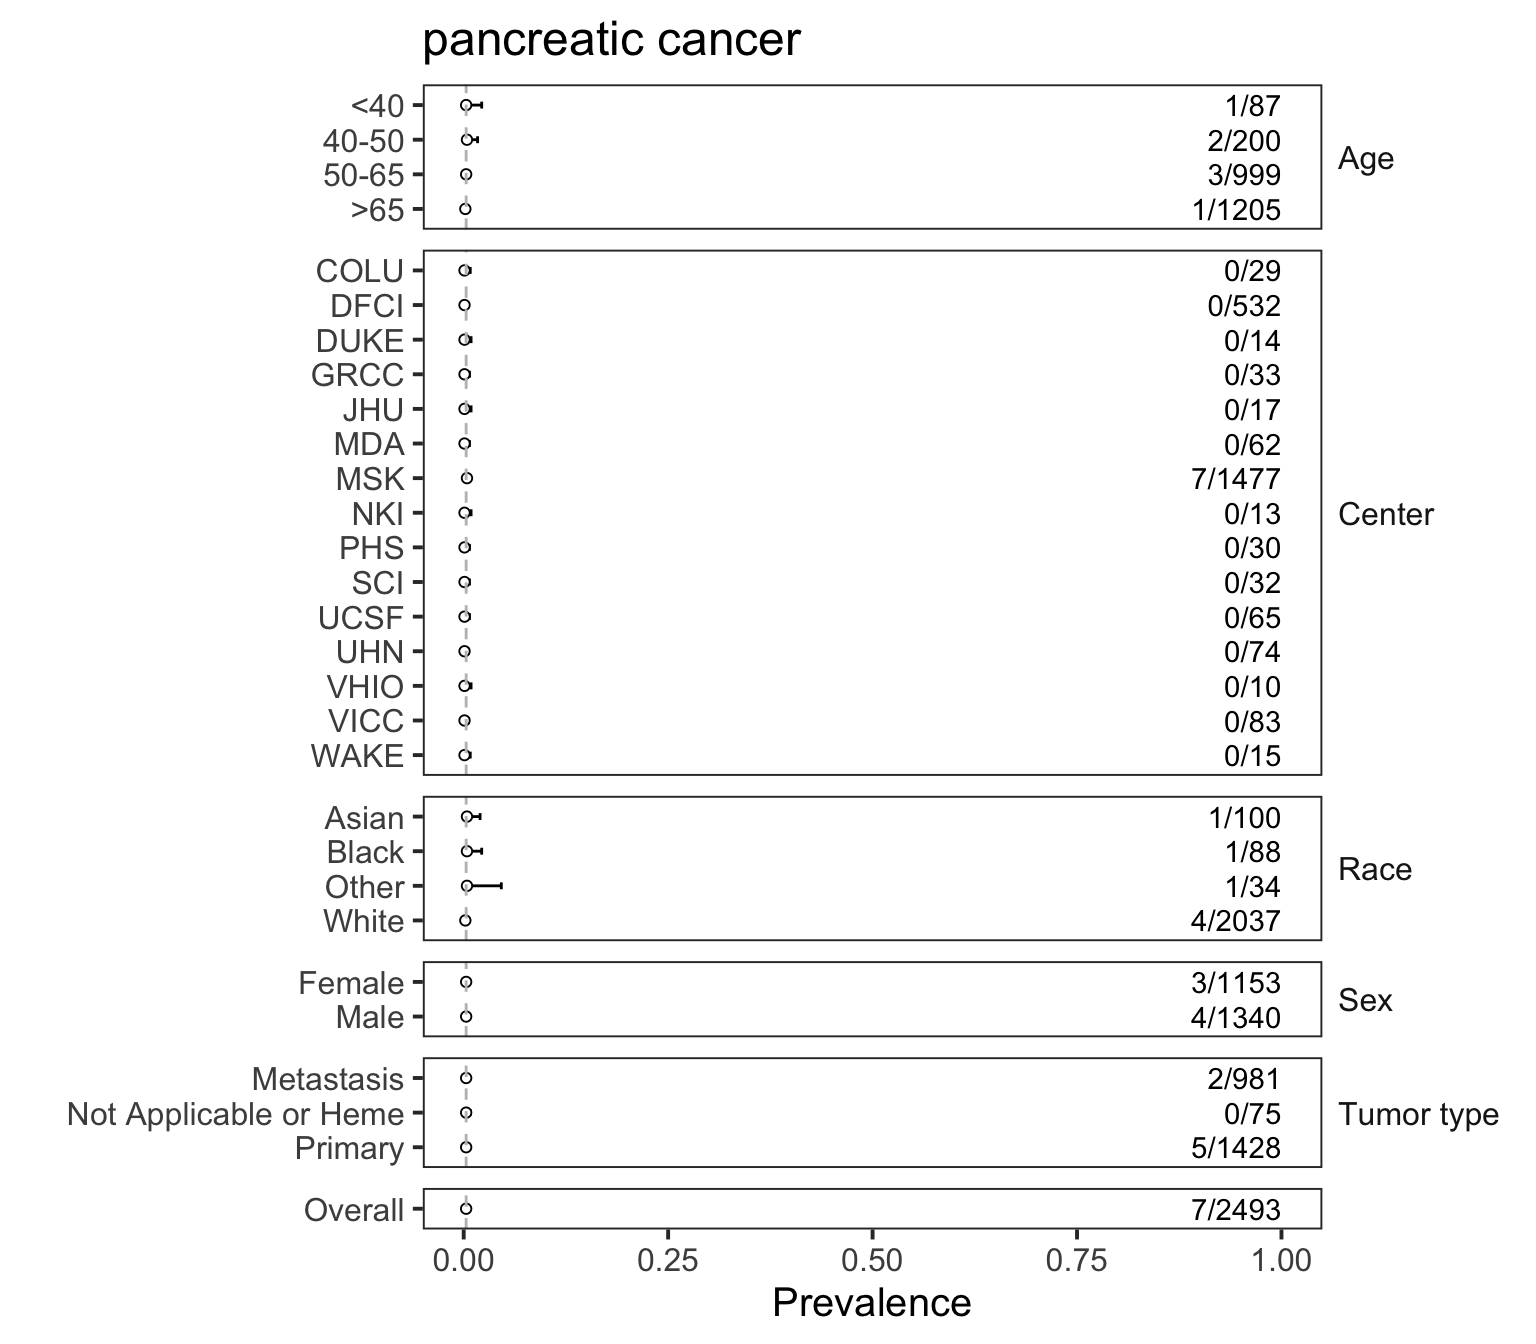 pancreatic cancer
<40 1/87
40-50 2/200
Age
50-65 3/999
>65 1/1205
COLU 0/29
DFCI 0/532
DUKE 0/14
GRCC 0/33
JHU 0/17
MDA 0/62
MSK 7/1477
NKI 0/13
Center
PHS 0/30
SCI 0/32
UCSF 0/65
UHN 0/74
VHIO 0/10
VICC 0/83
WAKE 0/15
Asian 1/100
Black 1/88
Race
Other 1/34
White 4/2037
Female 3/1153
Sex
Male 4/1340
Metastasis 2/981
Not Applicable or Heme 0/75 Tumor type
Primary 5/1428
Overall 7/2493
0.00 0.25 0.50 0.75 1.00
Prevalence